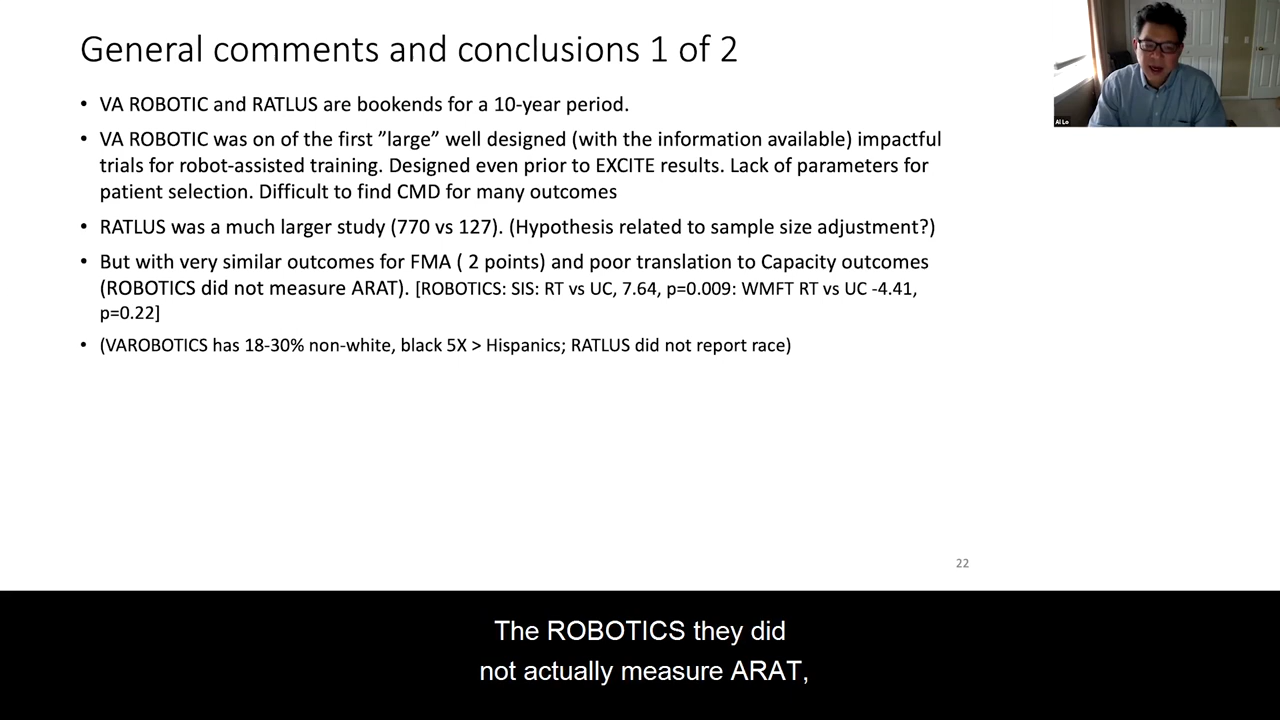 General comments and conclusions 1 of 2
• VA ROBOTIC and RATLUS are bookends for a 10-year period.
• VA ROBOTIC was on of the first ”large” well designed (with the information available) impactful
trials for robot-assisted training. Designed even prior to EXCITE results. Lack of parameters for
patient selection. Difficult to find CMD for many outcomes
• RATLUS was a much larger study (770 vs 127). (Hypothesis related to sample size adjustment?)
• But with very similar outcomes for FMA ( 2 points) and poor translation to Capacity outcomes
(ROBOTICS did not measure ARAT). [ROBOTICS: SIS: RT vs UC, 7.64, p=0.009: WMFT RT vs UC -4.41,
p=0.22]
• (VAROBOTICS has 18-30% non-white, black 5X > Hispanics; RATLUS did not report race)
Al Lo
22
The ROBOTICS they did
not actually measure ARAT,